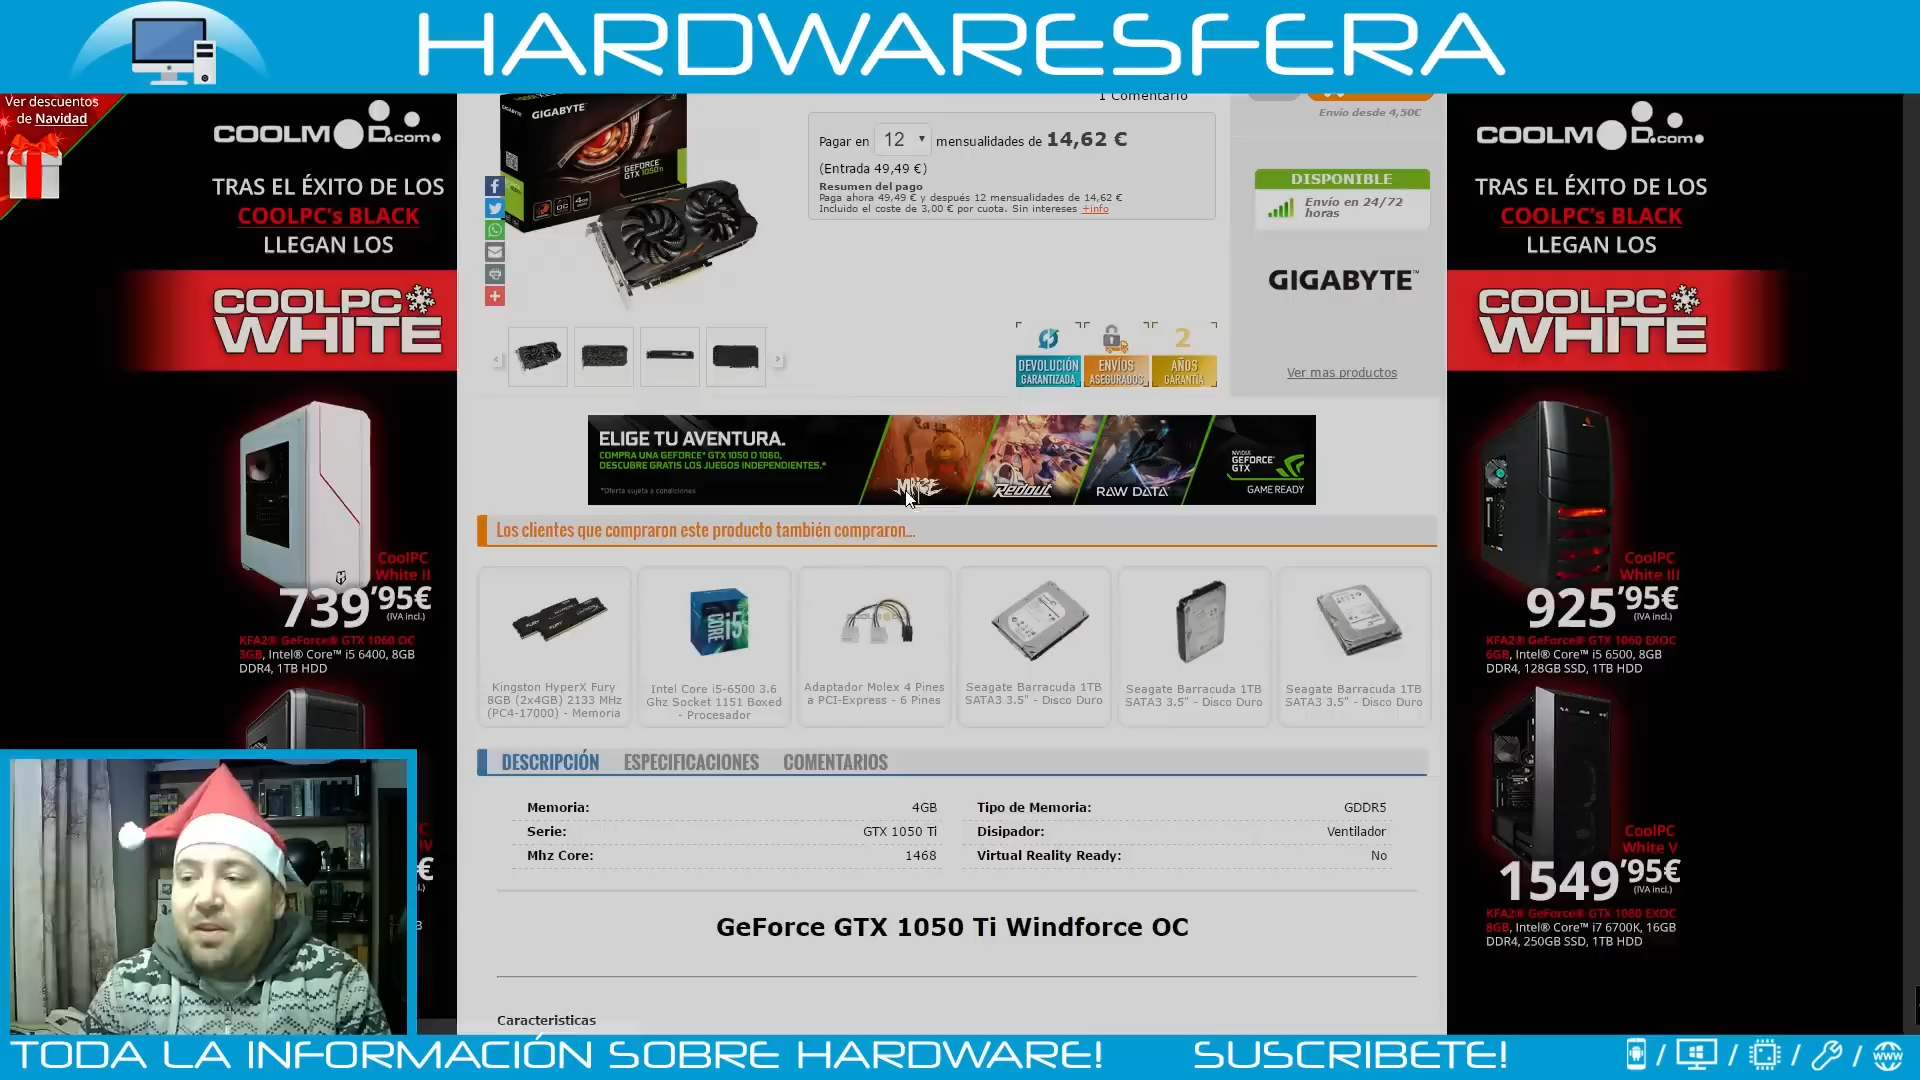 HARDWARESFERA
Ver descuentos
de Navidad
COOLMOD.com
TRAS EL ÉXITO DE LOS
COOLPC's BLACK
LLEGAN LOS
COOLPC
WHITE
CoolPC
White II
739'95€
(IVA incl.)
KFA2® GeForce® GTX 1060 OC
3GB, Intel® Core™ i5 6400, 8GB
DDR4, 1TB HDD
GIGABYTE
GEFORCE
GTX 1050 Ti
OC
1 Comentario
Pagar en 12 mensualidades de 14,62 €
(Entrada 49,49 €)
Resumen del pago
Paga ahora 49,49 € y después 12 mensualidades de 14,62 €
Incluido el coste de 3,00 € por cuota. Sin intereses +info
DEVOLUCIÓN
GARANTIZADA
ENVÍOS
ASEGURADOS
2
AÑOS
GARANTÍA
Envío desde 4,50€
DISPONIBLE
Envío en 24/72
horas
GIGABYTE™
Ver mas productos
ELIGE TU AVENTURA.
COMPRA UNA GEFORCE® GTX 1050 O 1060,
DESCUBRE GRATIS LOS JUEGOS INDEPENDIENTES.*
*Oferta sujeta a condiciones
Redout
RAW DATA
NVIDIA
GEFORCE
GTX
GAME READY
Los clientes que compraron este producto también compraron...
CORE
i5
Kingston HyperX Fury
8GB (2x4GB) 2133 MHz
(PC4-17000) - Memoria
Intel Core i5-6500 3.6
Ghz Socket 1151 Boxed
- Procesador
Adaptador Molex 4 Pines
a PCI-Express - 6 Pines
Seagate Barracuda 1TB
SATA3 3.5" - Disco Duro
Seagate Barracuda 1TB
SATA3 3.5" - Disco Duro
Seagate Barracuda 1TB
SATA3 3.5" - Disco Duro
DESCRIPCIÓN ESPECIFICACIONES COMENTARIOS
Memoria: 4GB Tipo de Memoria: GDDR5
Serie: GTX 1050 Ti Disipador: Ventilador
Mhz Core: 1468 Virtual Reality Ready: No
GeForce GTX 1050 Ti Windforce OC
Caracteristicas
COOLMOD.com
TRAS EL ÉXITO DE LOS
COOLPC's BLACK
LLEGAN LOS
COOLPC
WHITE
CoolPC
White III
925'95€
(IVA incl.)
KFA2® GeForce® GTX 1060 EXOC
6GB, Intel® Core™ i5 6500, 8GB
DDR4, 128GB SSD, 1TB HDD
CoolPC
White V
1549'95€
(IVA incl.)
KFA2® GeForce® GTX 1080 EXOC
8GB, Intel® Core™ i7 6700K, 16GB
DDR4, 250GB SSD, 1TB HDD
TODA LA INFORMACIÓN SOBRE HARDWARE! SUSCRIBETE!
/ / / /
WWW